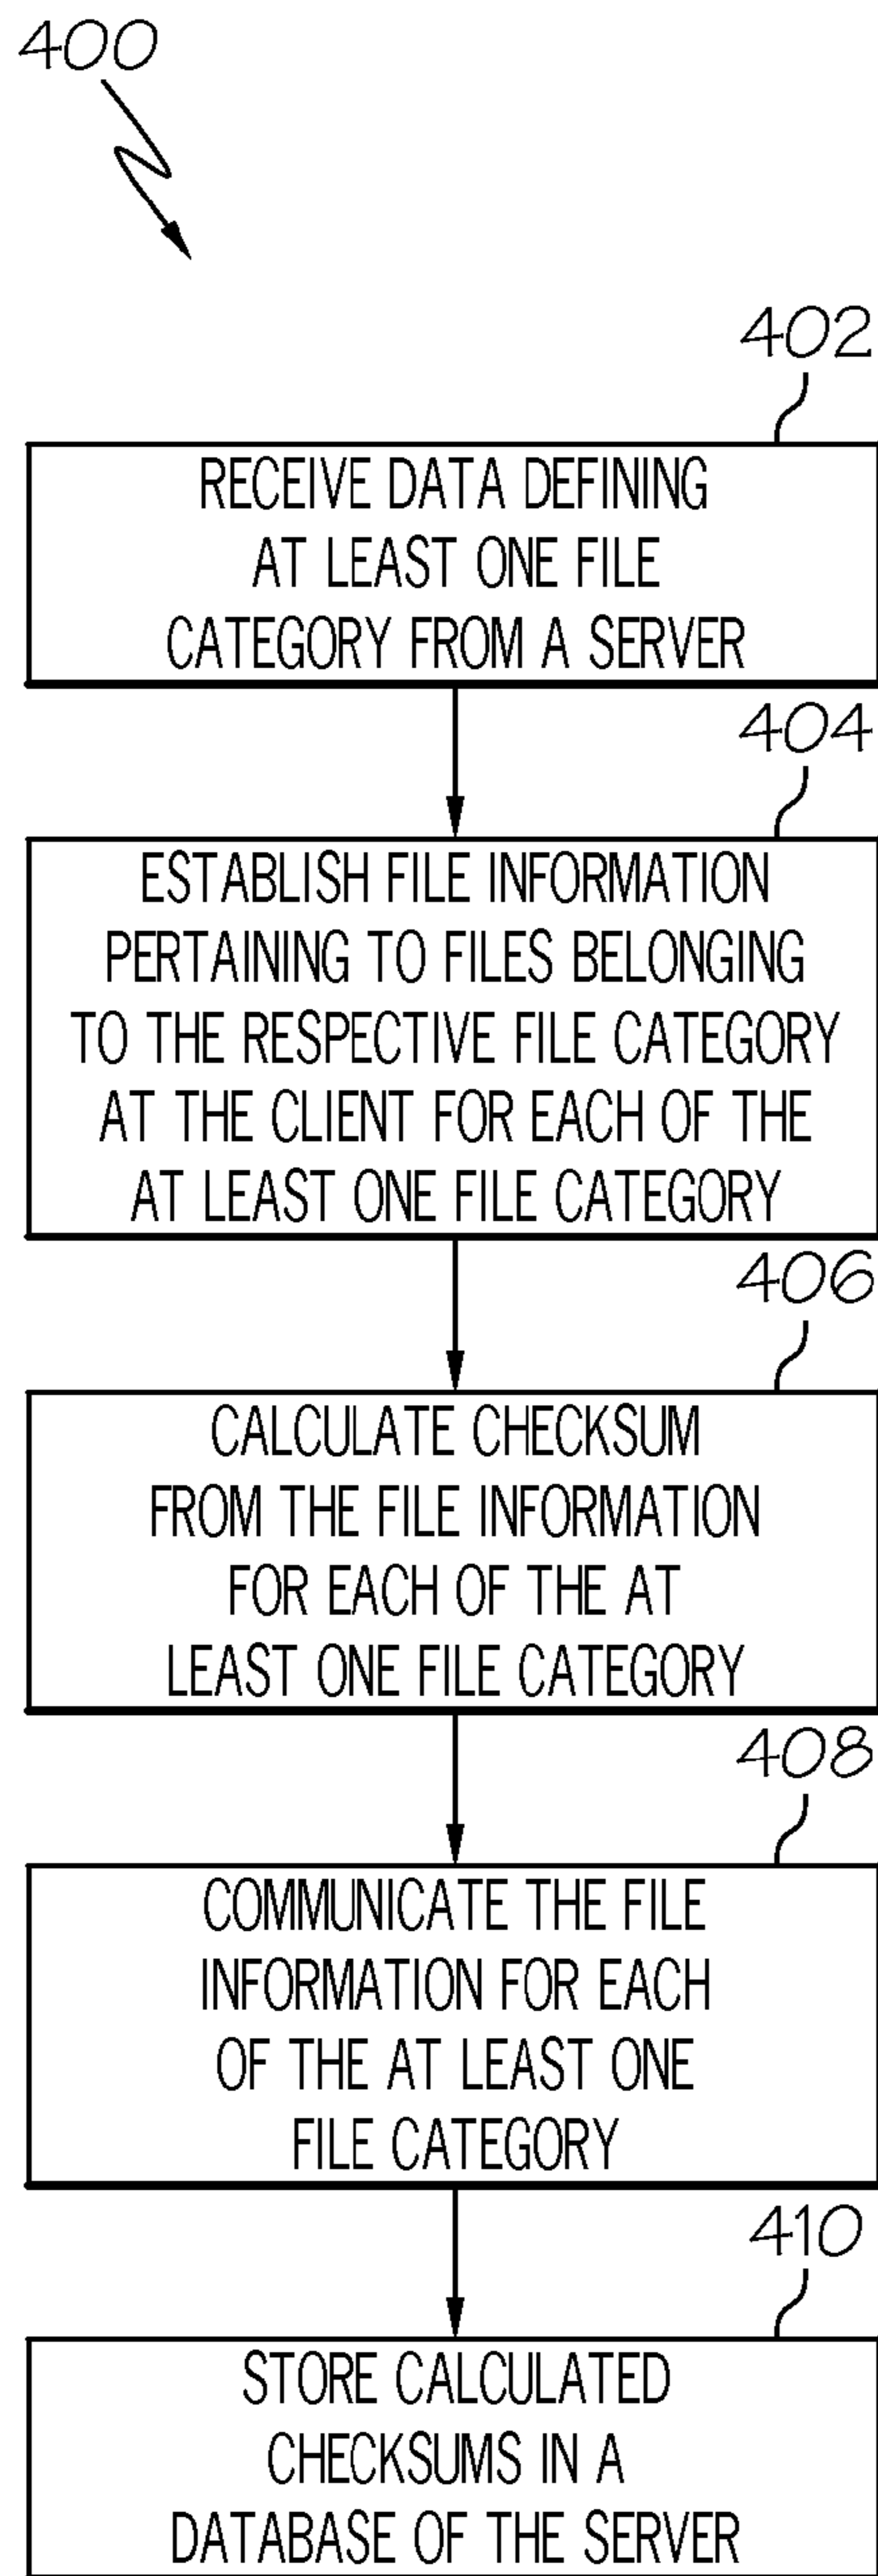 400
402
RECEIVE DATA DEFINING
AT LEAST ONE FILE
CATEGORY FROM A SERVER
404
ESTABLISH FILE INFORMATION
PERTAINING TO FILES BELONGING
TO THE RESPECTIVE FILE CATEGORY
AT THE CLIENT FOR EACH OF THE
AT LEAST ONE FILE CATEGORY
406
CALCULATE CHECKSUM
FROM THE FILE INFORMATION
FOR EACH OF THE AT
LEAST ONE FILE CATEGORY
408
COMMUNICATE THE FILE
INFORMATION FOR EACH
OF THE AT LEAST ONE
FILE CATEGORY
410
STORE CALCULATED
CHECKSUMS IN A
DATABASE OF THE SERVER